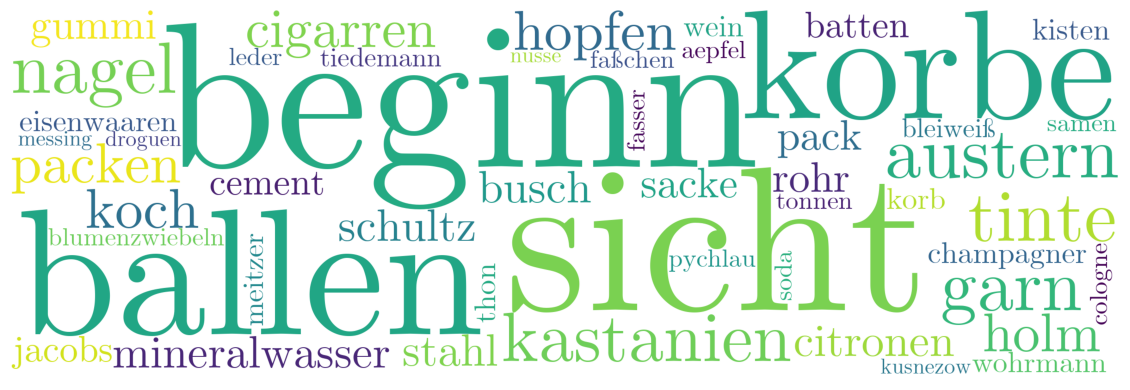 gummi
cigarren
hopfen
wein
batten
kisten
leder
tiedemann
nusse
faßchen
aepfel
nagel
beginn
korbe
eisenwaaren
messing
droguen
fasser
pack
bleiweiß
samen
packen
cement
busch
sacke
rohr
tonnen
austern
korb
koch
schultz
blumenzwiebeln
ballen
meitzer
thon
sicht
pychlau
soda
tinte
champagner
cologne
garn
jacobs
mineralwasser
stahl
kastanien
citronen
holm
kusnezow
wohrmann